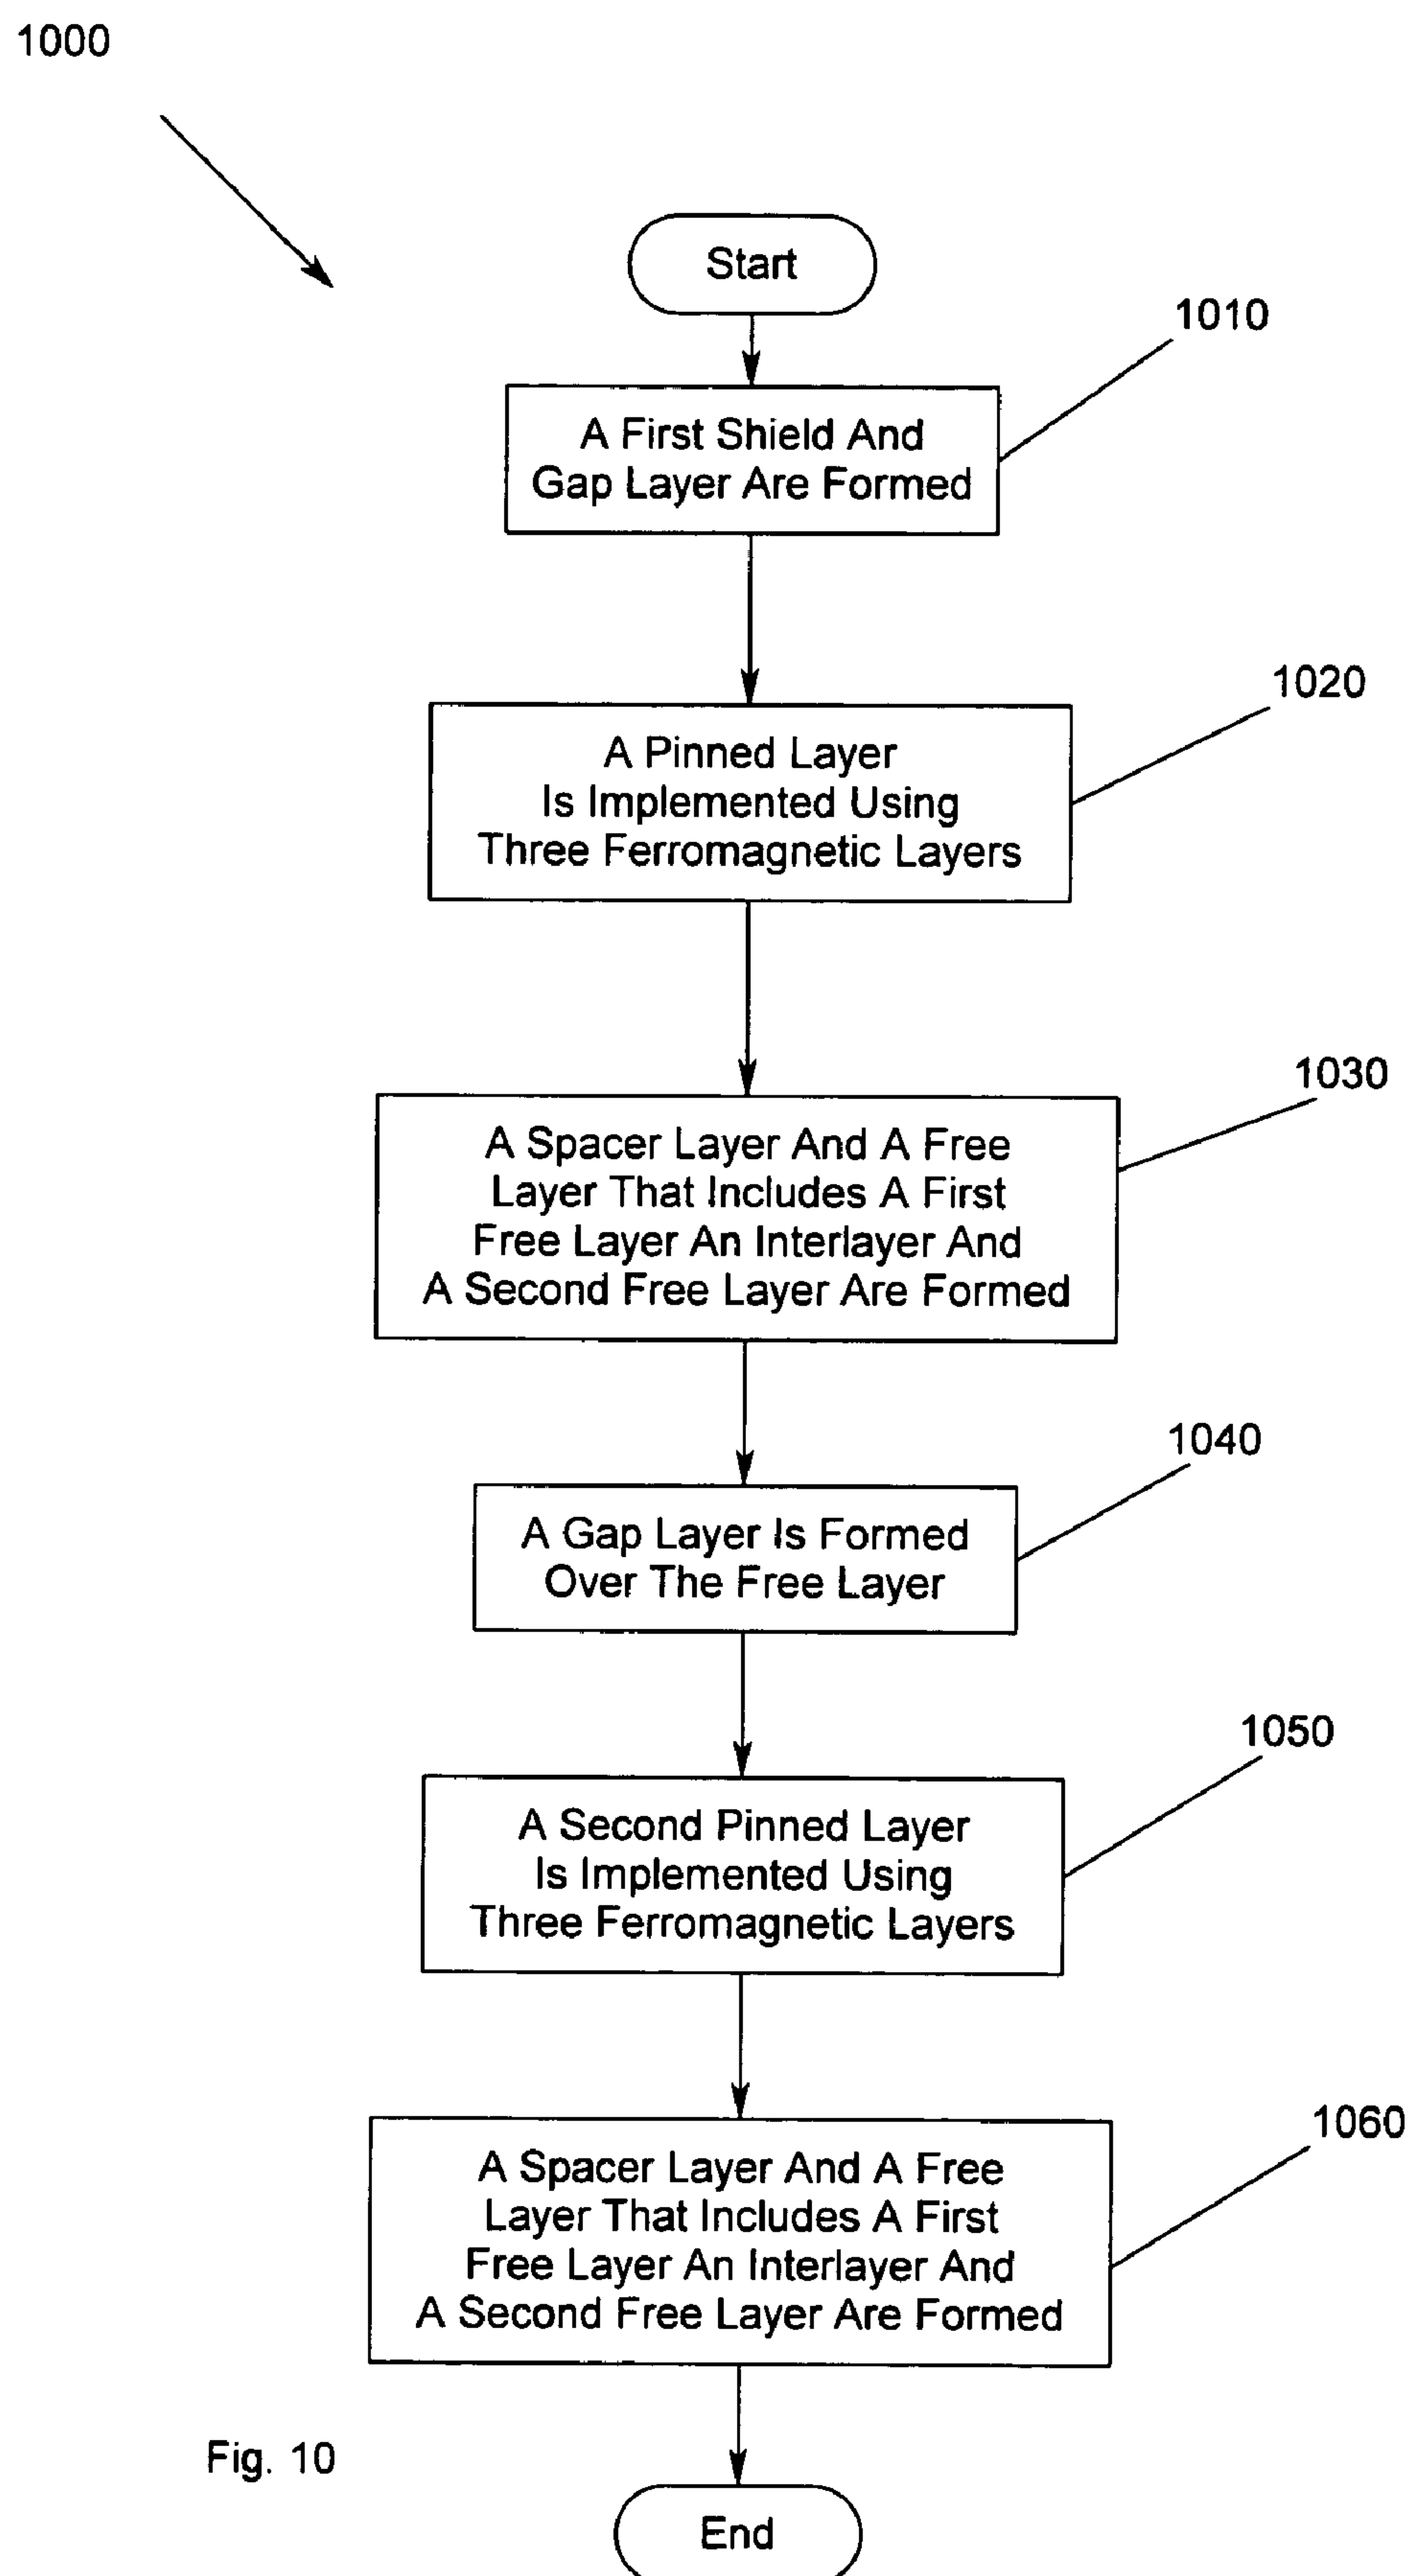 1000
Start
1010
A First Shield And
Gap Layer Are Formed
1020
A Pinned Layer
Is Implemented Using
Three Ferromagnetic Layers
1030
A Spacer Layer And A Free
Layer That Includes A First
Free Layer An Interlayer And
A Second Free Layer Are Formed
1040
A Gap Layer Is Formed
Over The Free Layer
1050
A Second Pinned Layer
Is Implemented Using
Three Ferromagnetic Layers
1060
A Spacer Layer And A Free
Layer That Includes A First
Free Layer An Interlayer And
A Second Free Layer Are Formed
Fig. 10
End